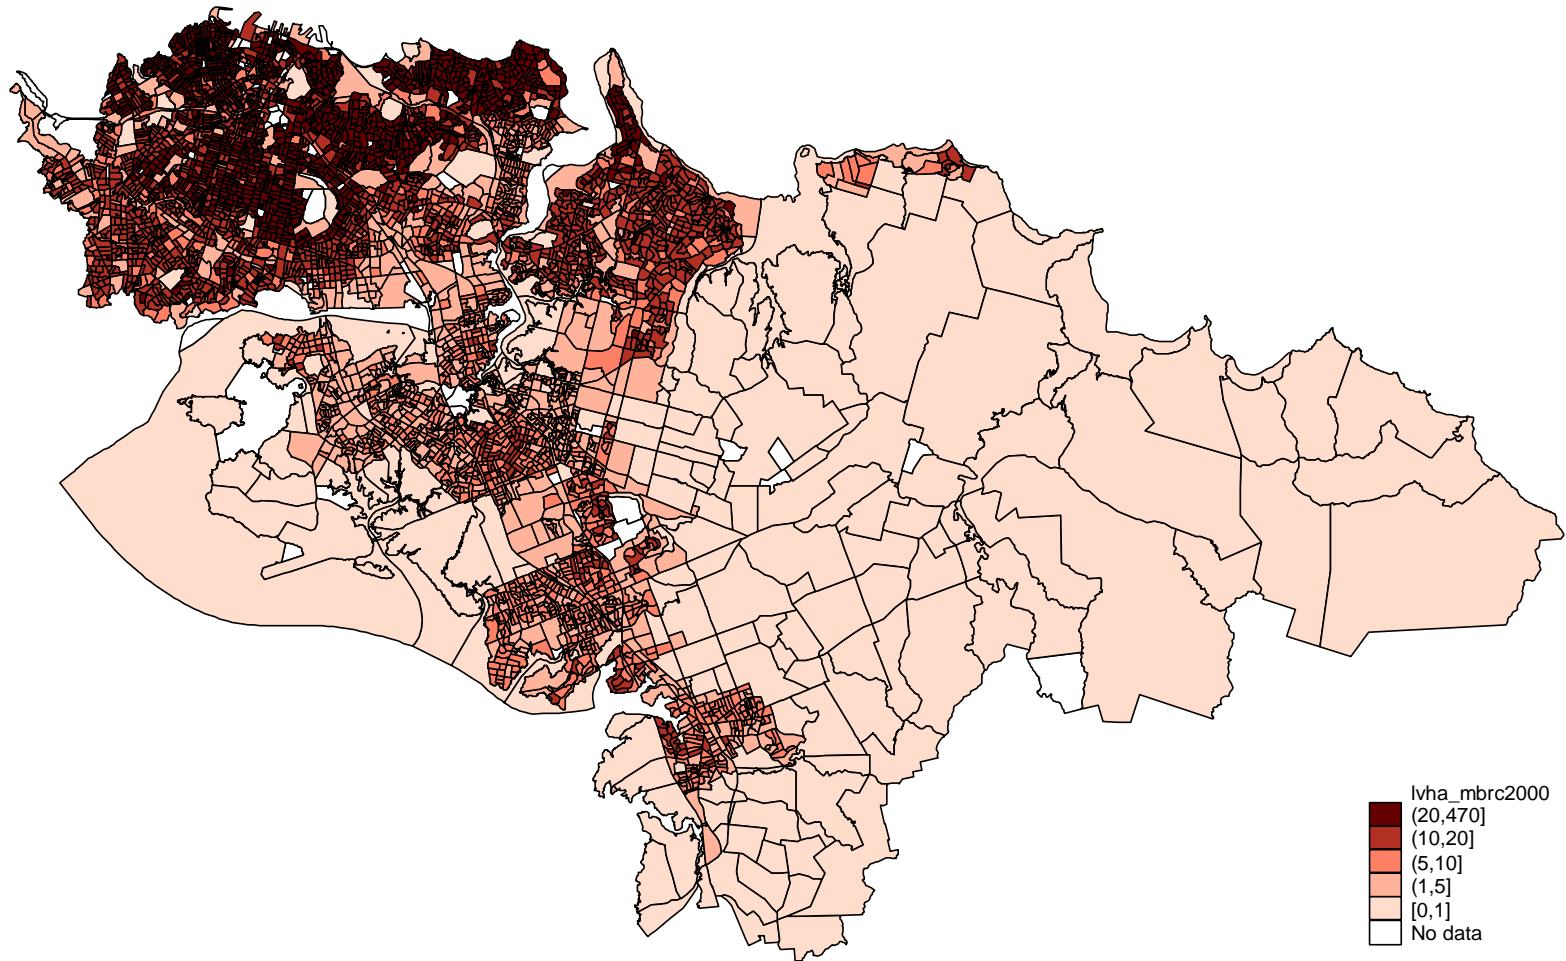 lvha_mbrc2000
(20,470]
(10,20]
(5,10]
(1,5]
[0,1]
No data